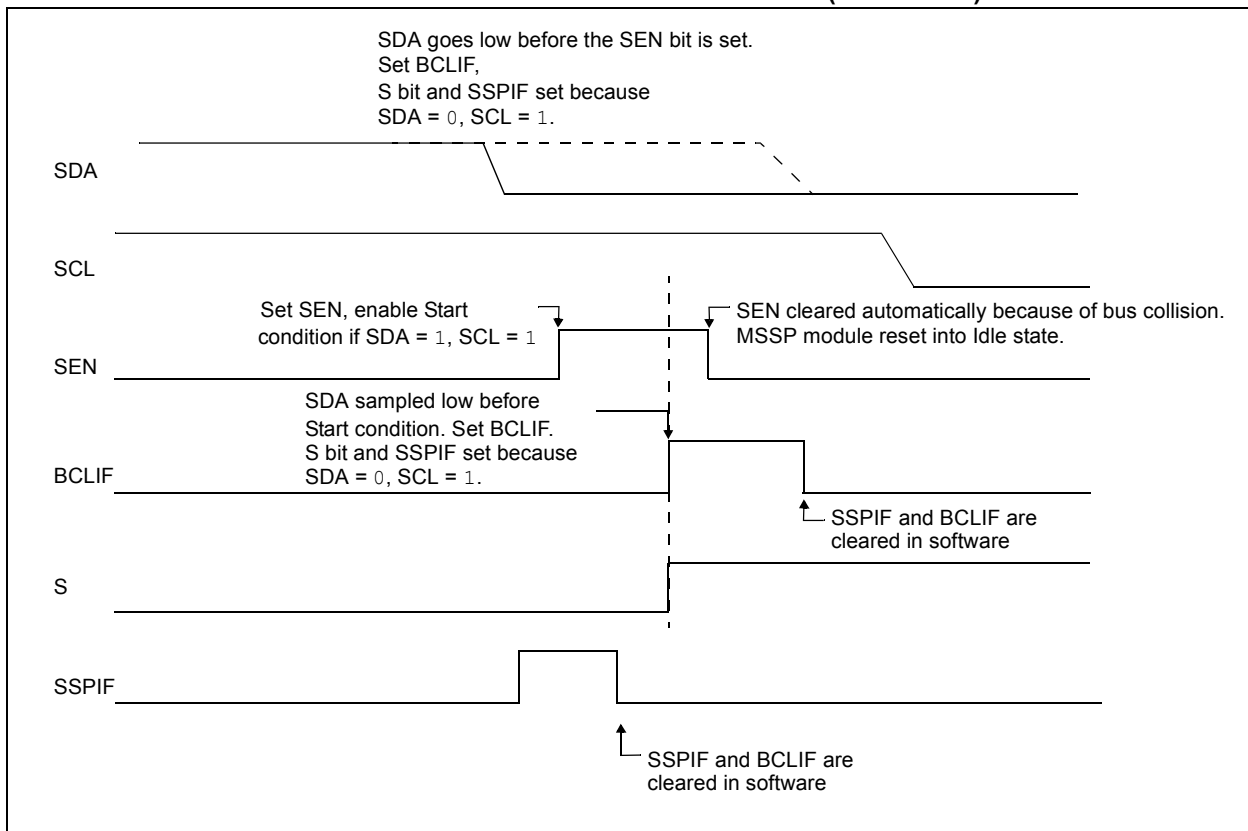 SDA goes low before the SEN bit is set.
Set BCLIF,
S bit and SSPIF set because
SDA = 0, SCL = 1.
SDA
SCL
Set SEN, enable Start
condition if SDA = 1, SCL = 1
SEN cleared automatically because of bus collision.
MSSP module reset into Idle state.
SEN
SDA sampled low before
Start condition. Set BCLIF.
S bit and SSPIF set because
SDA = 0, SCL = 1.
BCLIF
SSPIF and BCLIF are
cleared in software
S
SSPIF
SSPIF and BCLIF are
cleared in software